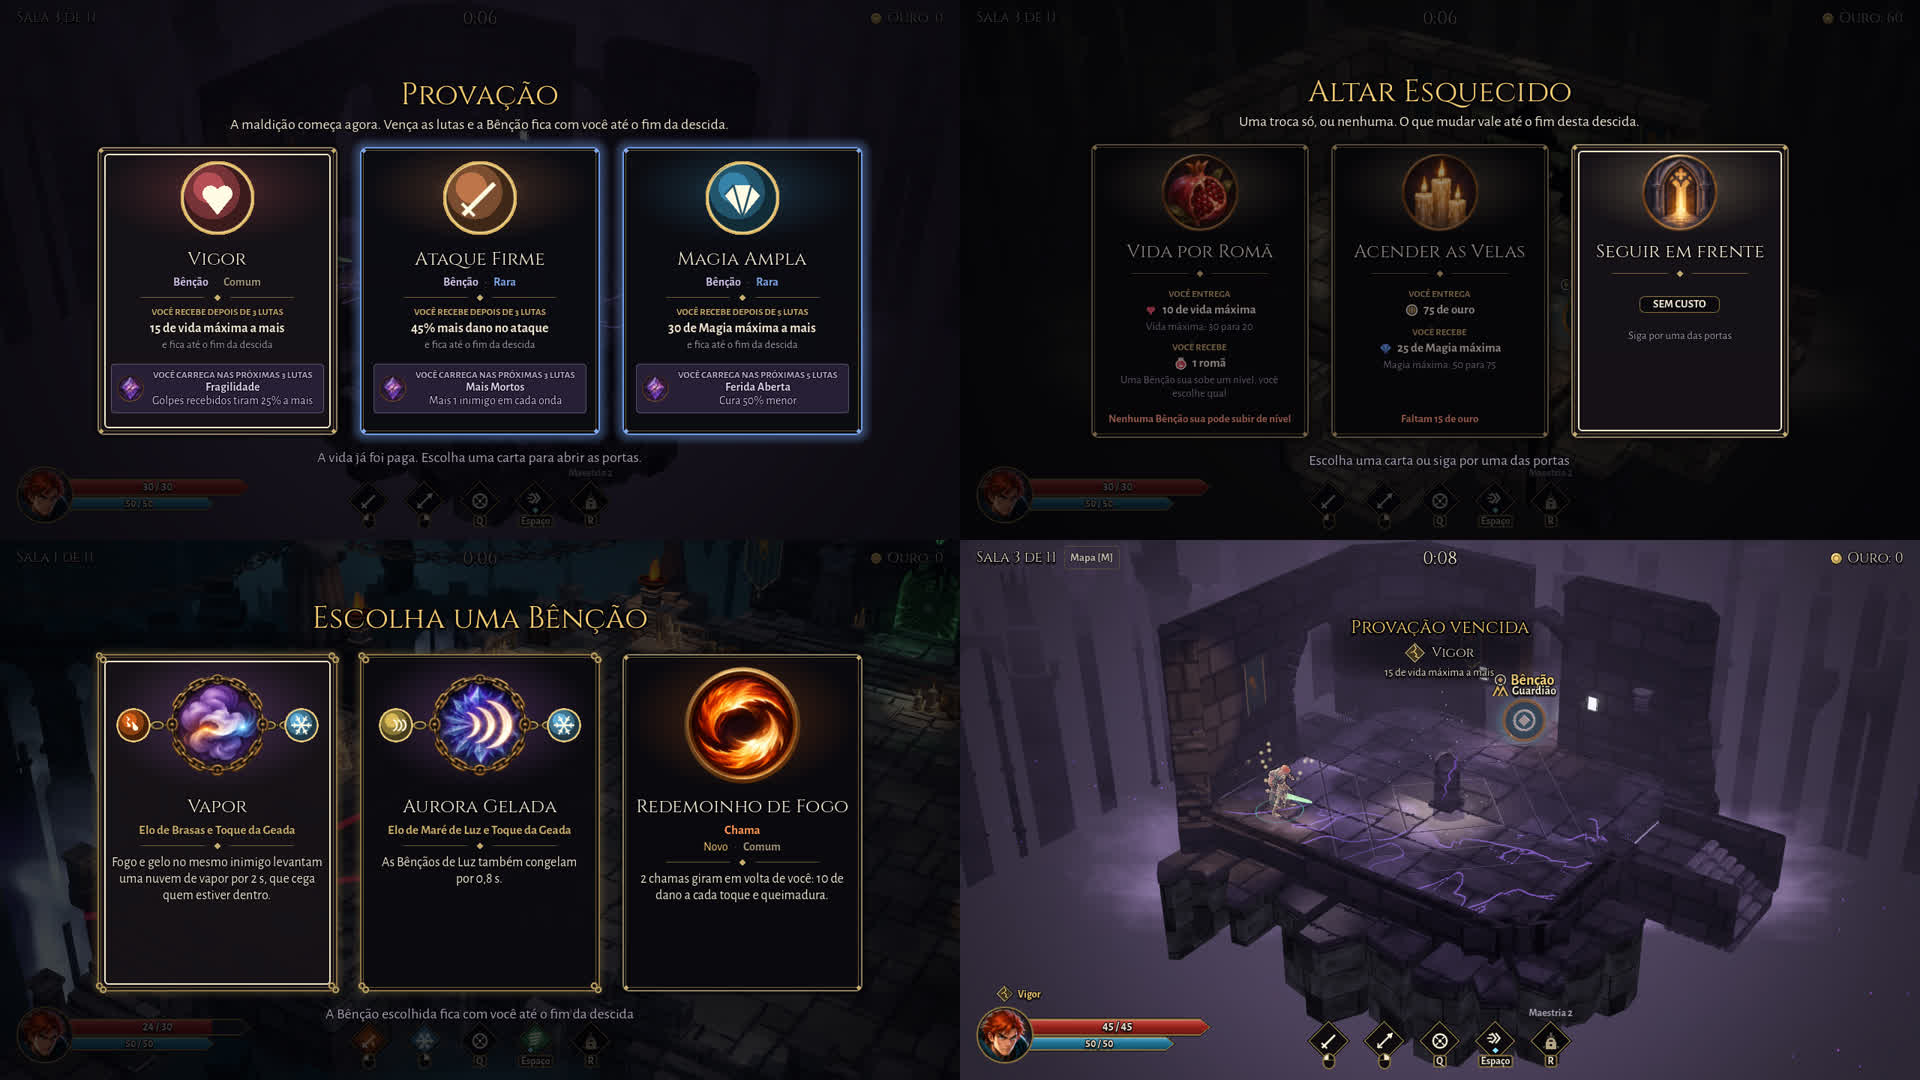 Sala 3 de 11
0:06
Ouro: 0
Provação
A maldição começa agora. Vença as lutas e a Bênção fica com você até o fim da descida.
Vigor
Bênção · Comum
VOCÊ RECEBE DEPOIS DE 3 LUTAS
15 de vida máxima a mais
e fica até o fim da descida
VOCÊ CARREGA NAS PRÓXIMAS 3 LUTAS
Fragilidade
Golpes recebidos tiram 25% a mais
Ataque Firme
Bênção · Rara
VOCÊ RECEBE DEPOIS DE 3 LUTAS
45% mais dano no ataque
e fica até o fim da descida
VOCÊ CARREGA NAS PRÓXIMAS 3 LUTAS
Mais Mortos
Mais 1 inimigo em cada onda
Magia Ampla
Bênção · Rara
VOCÊ RECEBE DEPOIS DE 5 LUTAS
30 de Magia máxima a mais
e fica até o fim da descida
VOCÊ CARREGA NAS PRÓXIMAS 5 LUTAS
Ferida Aberta
Cura 50% menor
A vida já foi paga. Escolha uma carta para abrir as portas.
Maestria 2
30 / 30
50 / 50
Q
Espaço
R
Sala 3 de 11
0:06
Ouro: 60
Altar Esquecido
Uma troca só, ou nenhuma. O que mudar vale até o fim desta descida.
Vida por Romã
VOCÊ ENTREGA
10 de vida máxima
Vida máxima: 30 para 20
VOCÊ RECEBE
1 romã
Uma Bênção sua sobe um nível: você
escolhe qual
Nenhuma Bênção sua pode subir de nível
Acender as Velas
VOCÊ ENTREGA
75 de ouro
VOCÊ RECEBE
25 de Magia máxima
Magia máxima: 50 para 75
Faltam 15 de ouro
Seguir em Frente
SEM CUSTO
Siga por uma das portas
Escolha uma carta ou siga por uma das portas
Maestria 2
30 / 30
50 / 50
Q
Espaço
R
Sala 1 de 11
0:06
Ouro: 0
Escolha uma Bênção
Vapor
Elo de Brasas e Toque da Geada
Fogo e gelo no mesmo inimigo levantam
uma nuvem de vapor por 2 s, que cega
quem estiver dentro.
Aurora Gelada
Elo de Maré de Luz e Toque da Geada
As Bênçãos de Luz também congelam
por 0,8 s.
Redemoinho de Fogo
Chama
Novo · Comum
2 chamas giram em volta de você: 10 de
dano a cada toque e queimadura.
A Bênção escolhida fica com você até o fim da descida
24 / 30
50 / 50
Q
Espaço
R
Sala 3 de 11
Mapa [M]
0:08
Ouro: 0
Provação vencida
Vigor
15 de vida máxima a mais
Bênção
Guardião
Vigor
45 / 45
50 / 50
Maestria 2
Q
Espaço
R